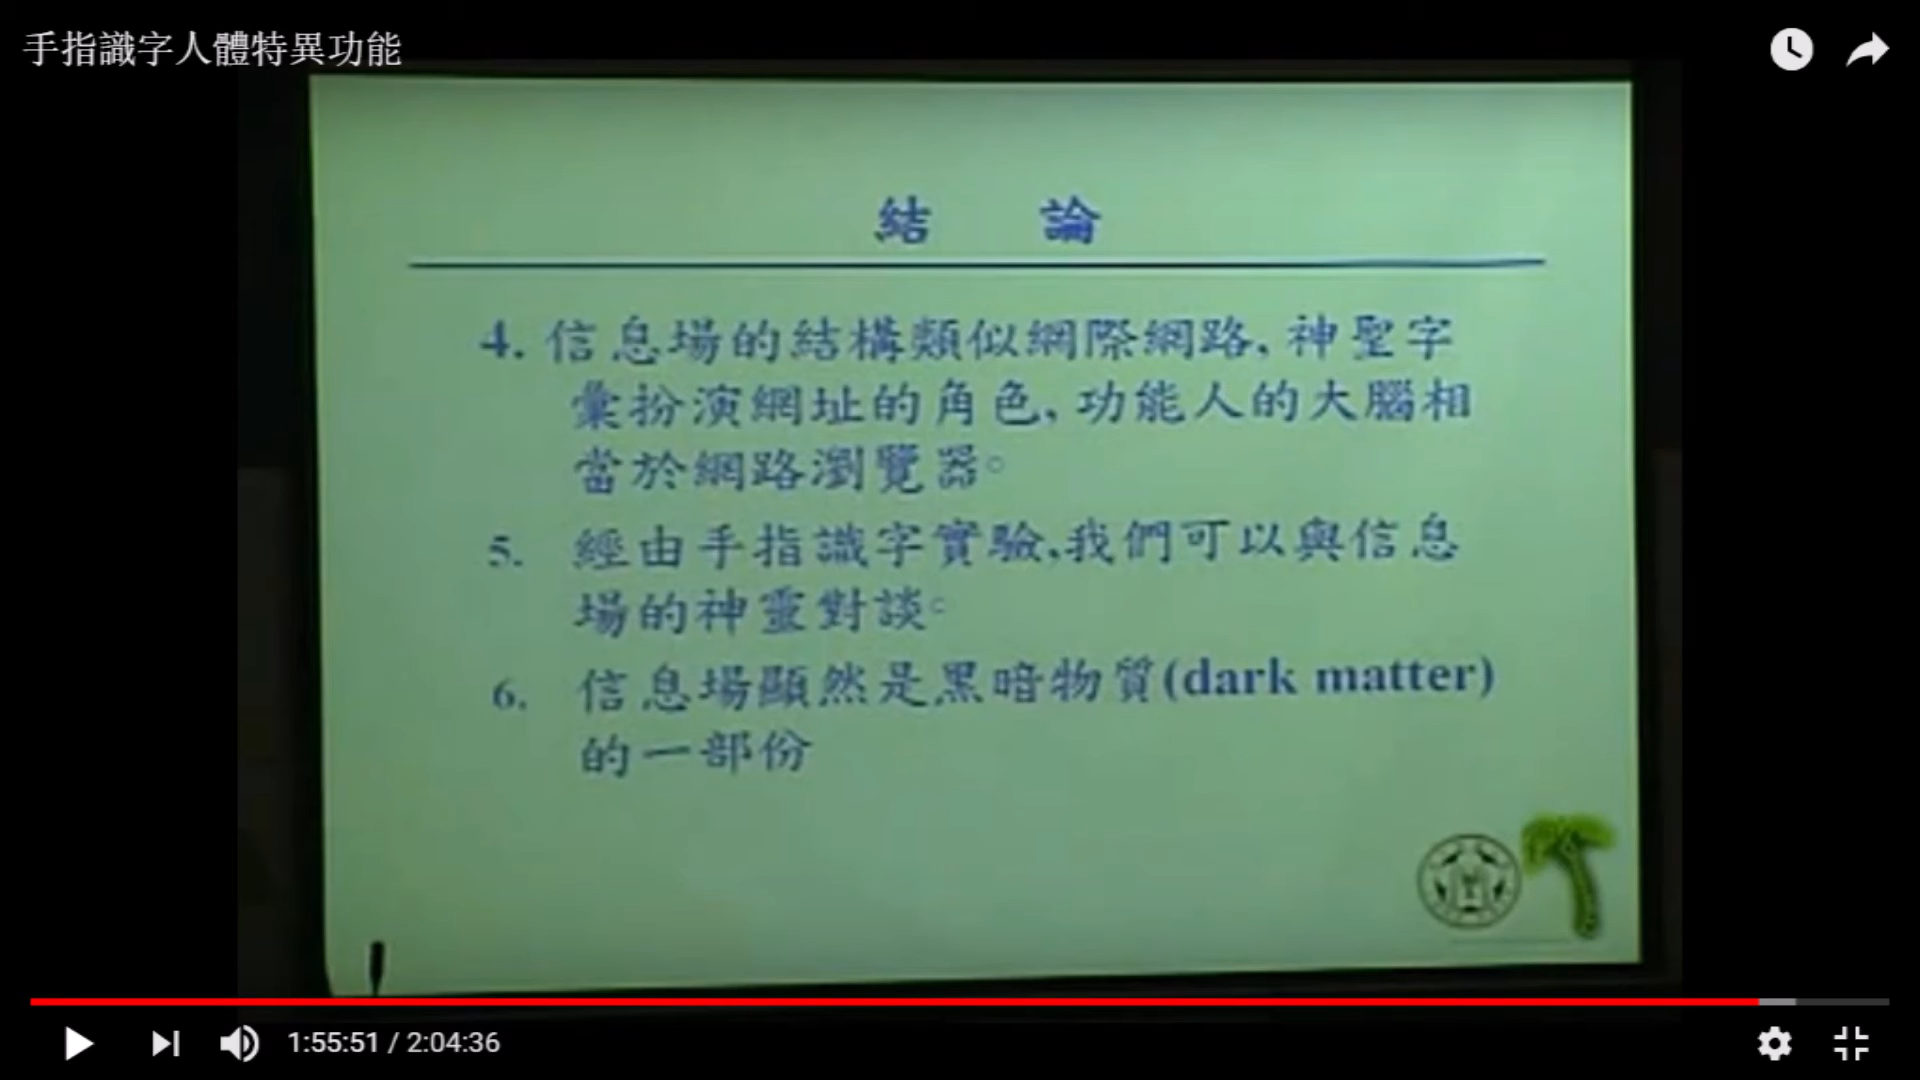 手指識字人體特異功能
結 論
4. 信息場的結構類似網際網路, 神聖字
彙扮演網址的角色, 功能人的大腦相
當於網路瀏覽器。
5. 經由手指識字實驗,我們可以與信息
場的神靈對談。
6. 信息場顯然是黑暗物質(dark matter)
的一部份
1:55:51 / 2:04:36